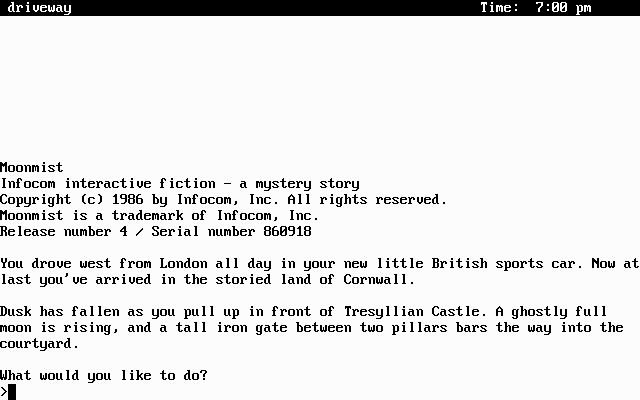 driveway Time: 7:00 pm
Moonmist
Infocom interactive fiction - a mystery story
Copyright (c) 1986 by Infocom, Inc. All rights reserved.
Moonmist is a trademark of Infocom, Inc.
Release number 4 / Serial number 860918
You drove west from London all day in your new little British sports car. Now at
last you've arrived in the storied land of Cornwall.
Dusk has fallen as you pull up in front of Tresyllian Castle. A ghostly full
moon is rising, and a tall iron gate between two pillars bars the way into the
courtyard.
What would you like to do?
>